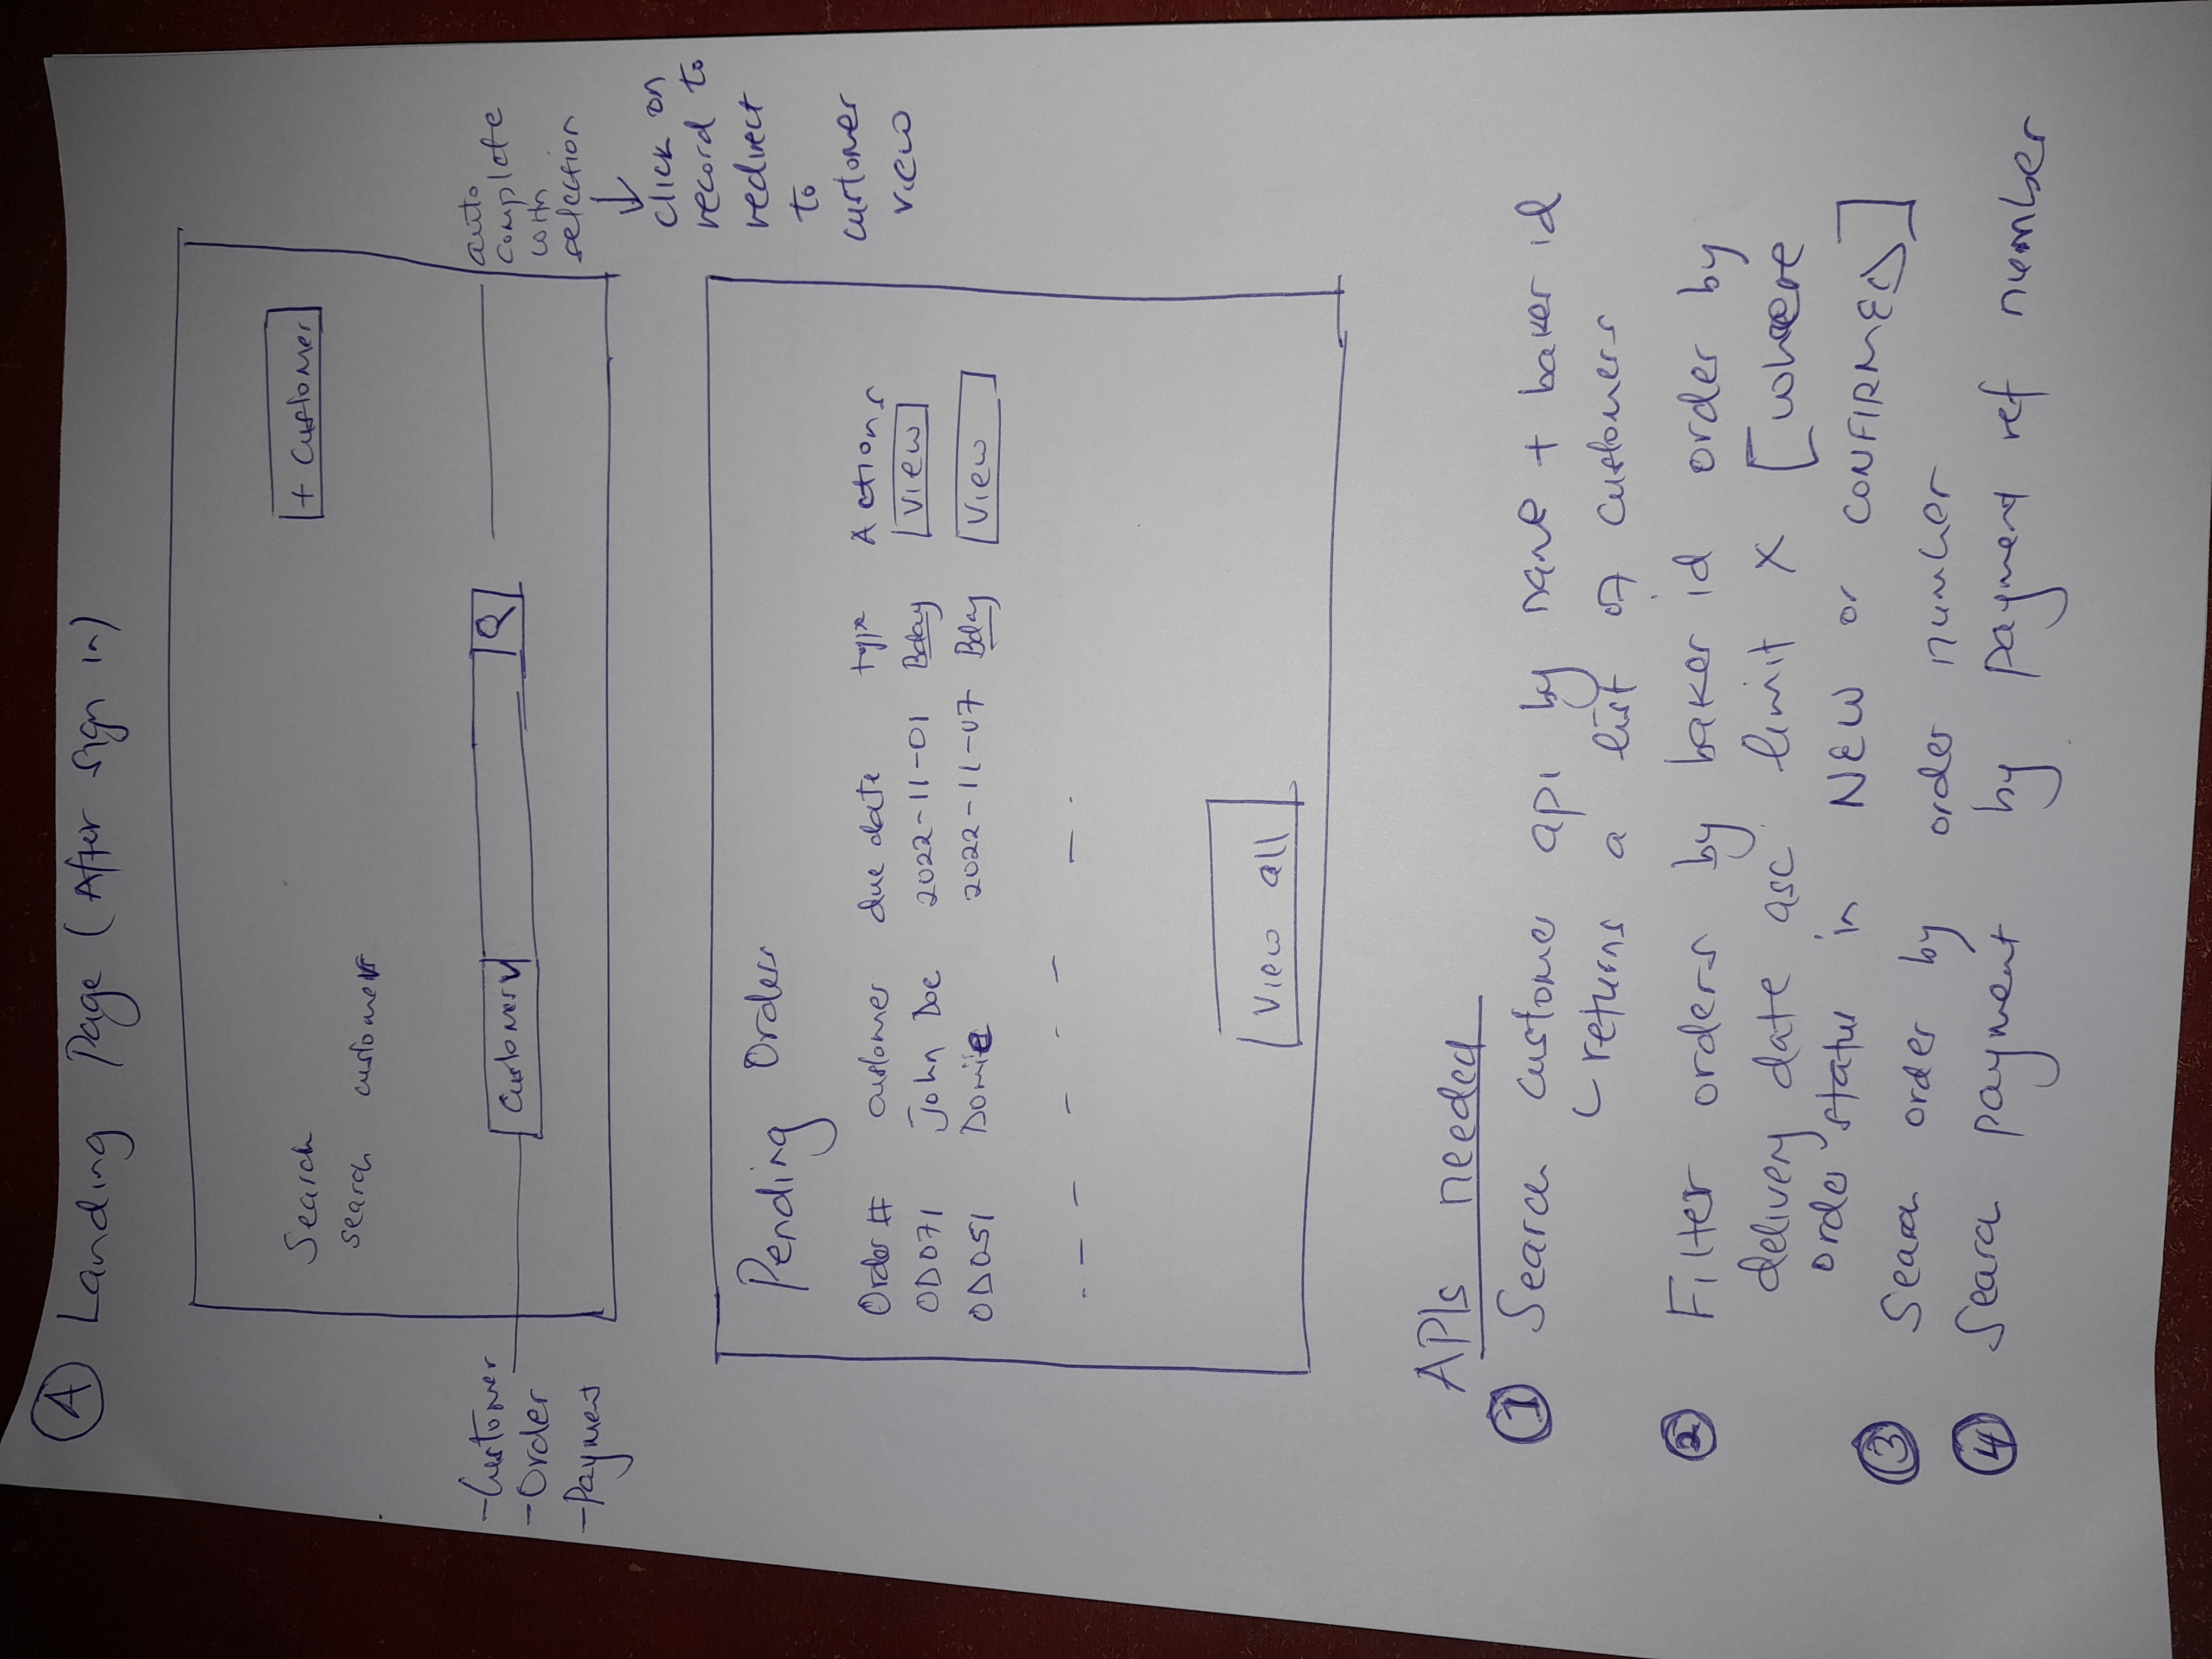 A Landing Page (After sign in)
Search
+ Customer
search customers
- Customer
- Order
- Payment
Customer
auto
complete
with
selection
click on
record to
redirect
to
customer
view
Pending Orders
Order # customer due date type Actions
OD071 John Doe 2022-11-01 Bday View
OD051 2022-11-07 Bday View
View all
APIs needed
1 Search customer api by name + baker id
returns a list of customers
2 Filter orders by baker id order by
delivery date asc limit X [where
order status in NEW or CONFIRMED]
3 Search order by order number
4 Search payment by payment ref number